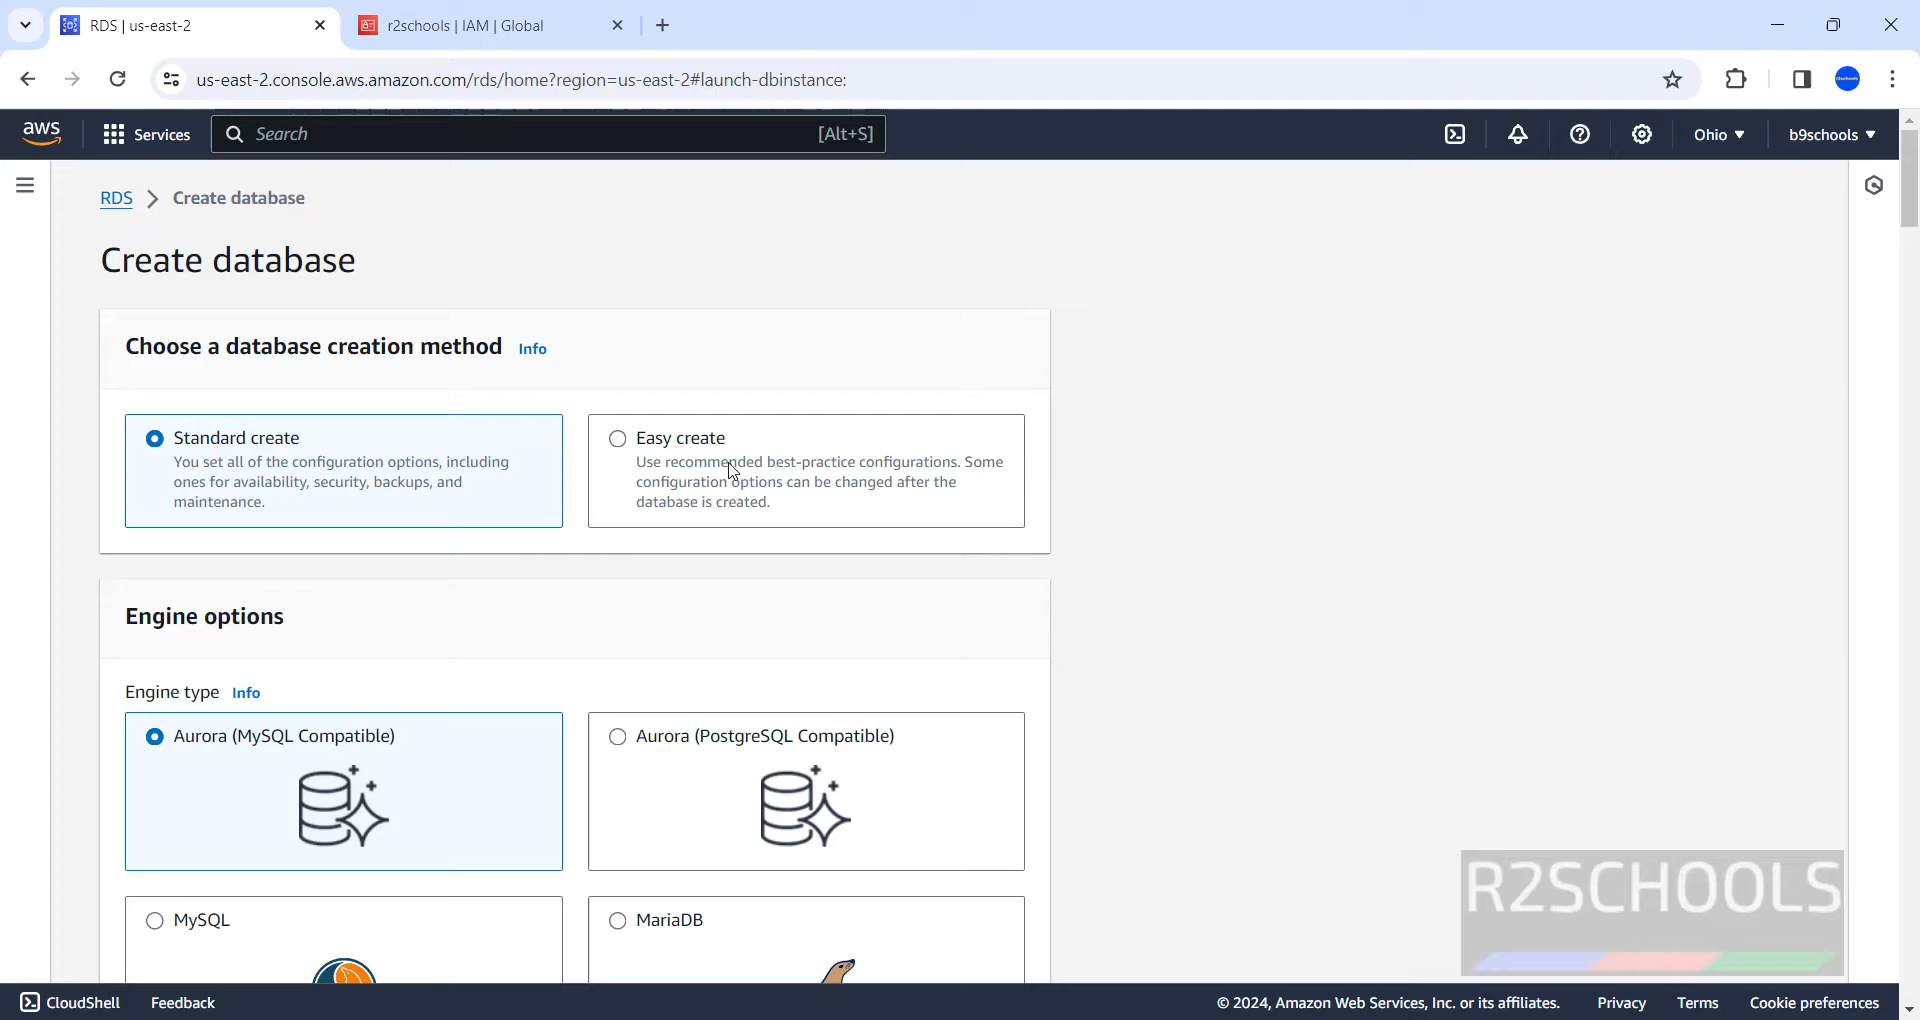 RDS | us-east-2
r2schools | IAM | Global
us-east-2.console.aws.amazon.com/rds/home?region=us-east-2#launch-dbinstance:
aws
Services
Search
[Alt+S]
Ohio
b9schools
RDS
Create database
Create database
Choose a database creation method Info
Standard create
You set all of the configuration options, including
ones for availability, security, backups, and
maintenance.
Easy create
Use recommended best-practice configurations. Some
configuration options can be changed after the
database is created.
Engine options
Engine type Info
Aurora (MySQL Compatible)
Aurora (PostgreSQL Compatible)
MySQL
MariaDB
R2SCHOOLS
CloudShell
Feedback
© 2024, Amazon Web Services, Inc. or its affiliates.
Privacy
Terms
Cookie preferences